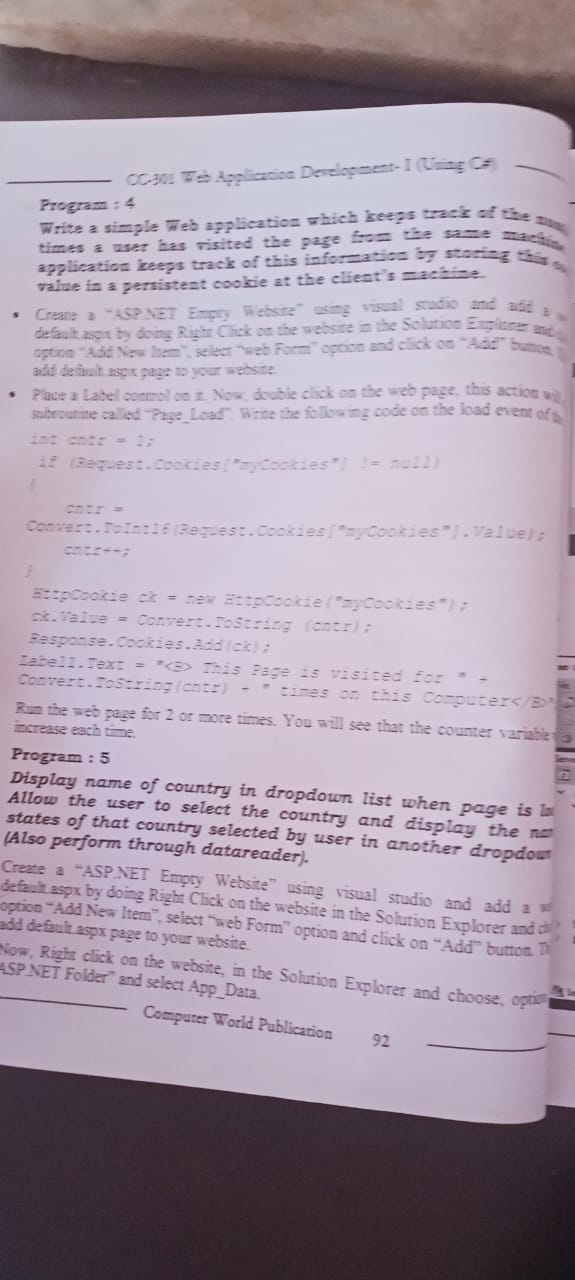 CC-301 Web Application Development- I (Using C#)
Program : 4
Write a simple Web application which keeps track of the
times a user has visited the page from the same machine
application keeps track of this information by storing this
value in a persistent cookie at the client's machine.
• Create a "ASP.NET Empty Website" using visual studio and add a
default.aspx by doing Right Click on the website in the Solution Explorer and
option "Add New Item", select "web Form" option and click on "Add" button.
add default.aspx page to your website.
• Place a Label control on it. Now, double click on the web page, this action
subroutine called "Page_Load". Write the following code on the load event of
int cntr = 1;
if (Request.Cookies["myCookies"] != null)
{
cntr =
Convert.ToInt16(Request.Cookies["myCookies"].Value);
cntr++;
}
HttpCookie ck = new HttpCookie("myCookies");
ck.Value = Convert.ToString (cntr);
Response.Cookies.Add(ck);
Label1.Text = "<B> This Page is visited for " +
Convert.ToString(cntr) + " times on this Computer</B>"
Run the web page for 2 or more times. You will see that the counter variable
increase each time.
Program : 5
Display name of country in dropdown list when page is
Allow the user to select the country and display the
states of that country selected by user in another
(Also perform through datareader).
Create a "ASP.NET Empty Website" using visual studio and add a
default.aspx by doing Right Click on the website in the Solution Explorer and
option "Add New Item", select "web Form" option and click on "Add" button.
add default.aspx page to your website.
Now, Right click on the website, in the Solution Explorer and choose, option
ASP.NET Folder" and select App_Data.
Computer World Publication 92